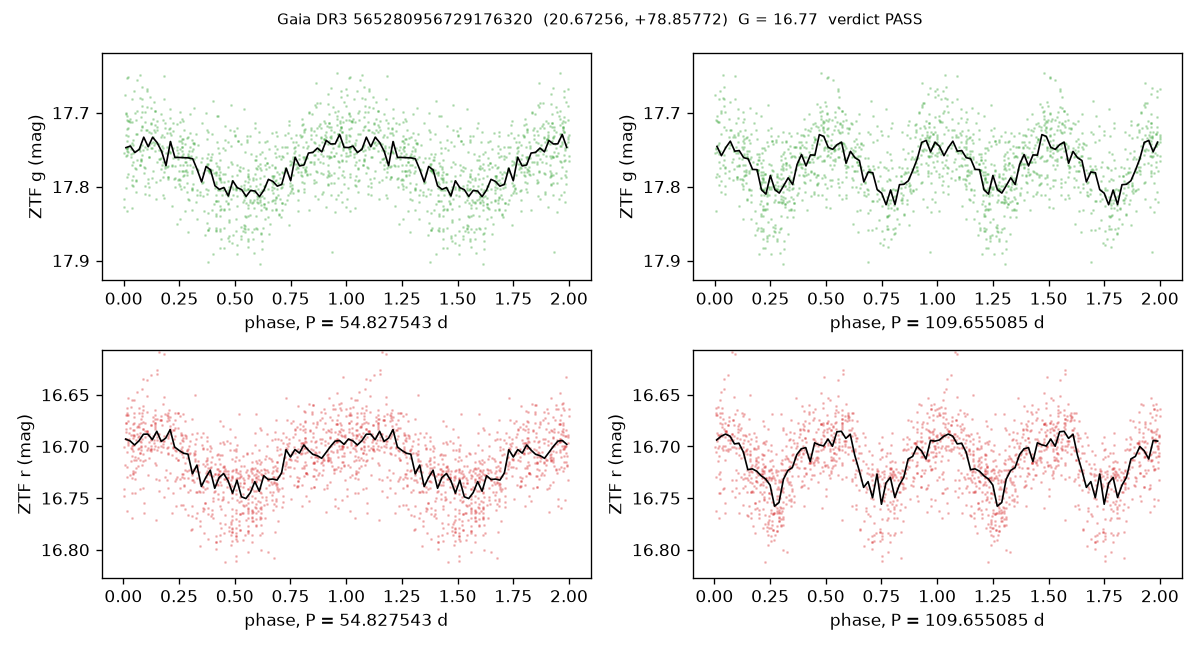 Gaia DR3 565280956729176320  (20.67256, +78.85772)  G = 16.77  verdict PASS
ZTF g (mag)
17.7
17.8
17.9
0.00 0.25 0.50 0.75 1.00 1.25 1.50 1.75 2.00
phase, P = 54.827543 d
ZTF g (mag)
17.7
17.8
17.9
0.00 0.25 0.50 0.75 1.00 1.25 1.50 1.75 2.00
phase, P = 109.655085 d
ZTF r (mag)
16.65
16.70
16.75
16.80
0.00 0.25 0.50 0.75 1.00 1.25 1.50 1.75 2.00
phase, P = 54.827543 d
ZTF r (mag)
16.65
16.70
16.75
16.80
0.00 0.25 0.50 0.75 1.00 1.25 1.50 1.75 2.00
phase, P = 109.655085 d